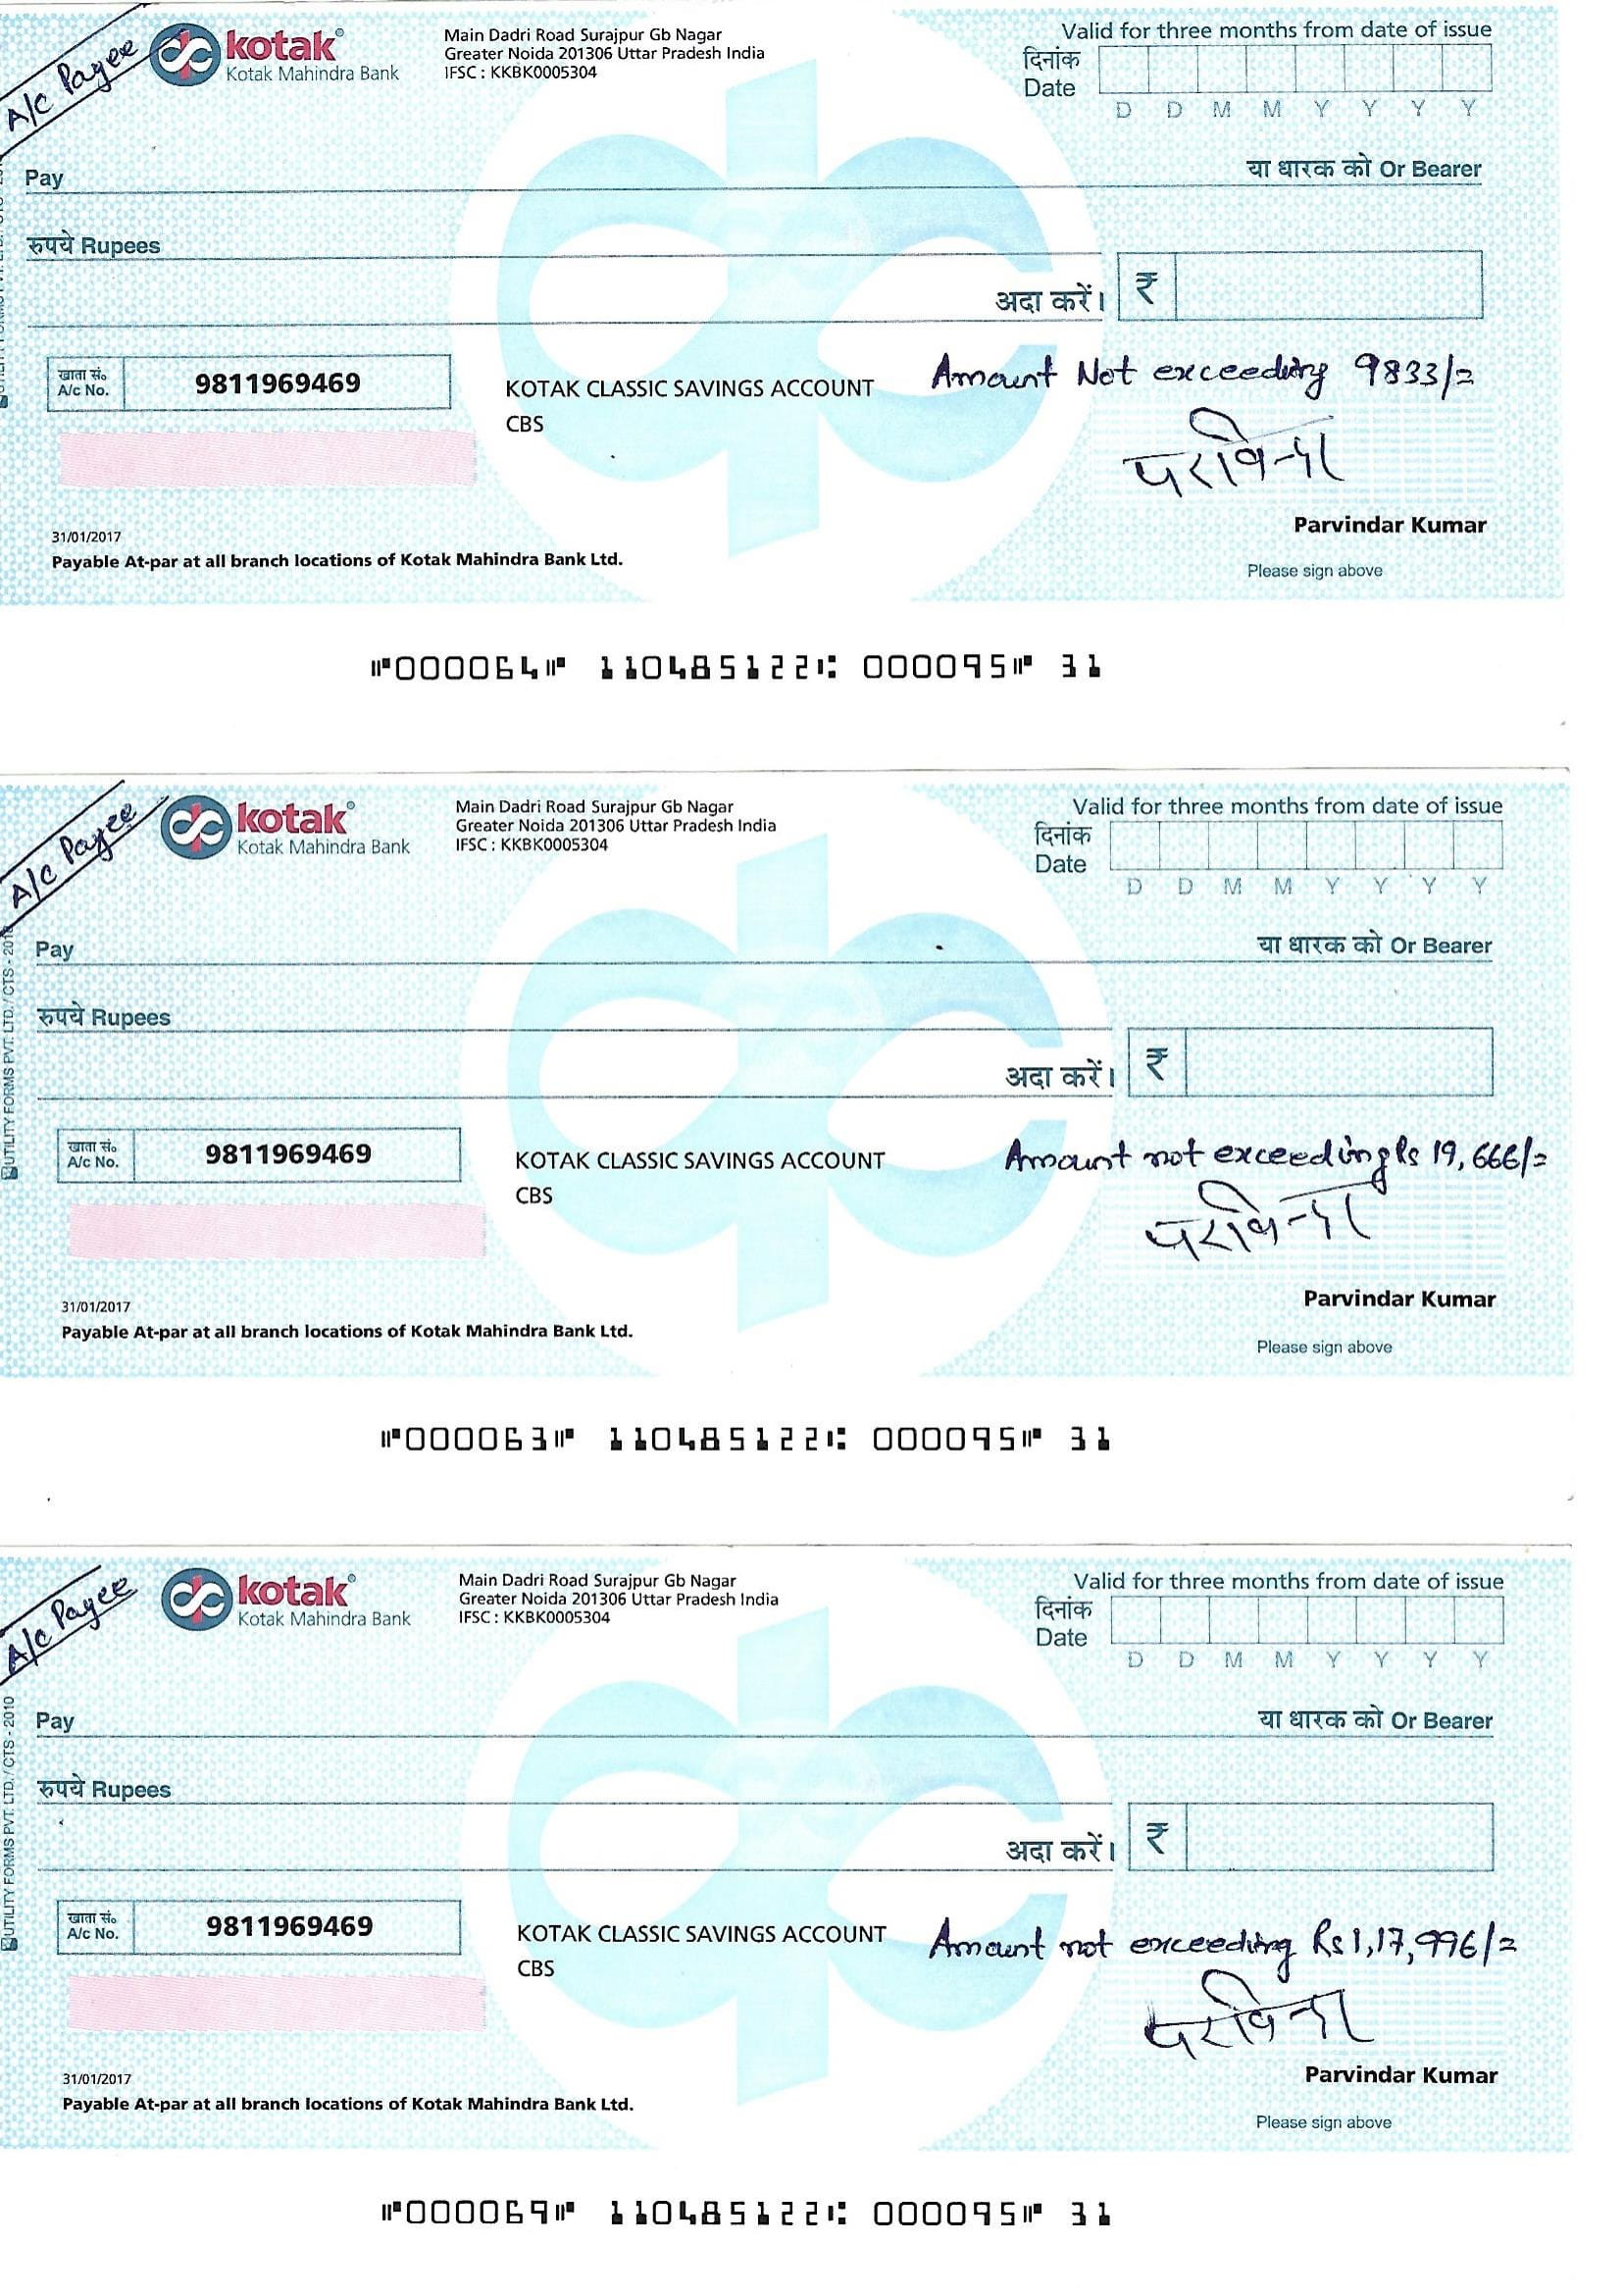 A/c Payee
kotak
Kotak Mahindra Bank
Main Dadri Road Surajpur Gb Nagar
Greater Noida 201306 Uttar Pradesh India
IFSC : KKBK0005304
Valid for three months from date of issue
दिनांक
Date
D D M M Y Y Y Y
Pay
या धारक को Or Bearer
रुपये Rupees
अदा करें। ₹
खाता सं.
A/c No.
9811969469
KOTAK CLASSIC SAVINGS ACCOUNT
CBS
Amount Not exceeding 9833/=
Parvindar Kumar
31/01/2017
Payable At-par at all branch locations of Kotak Mahindra Bank Ltd.
Please sign above
⑈000064⑈ 110485122⑆ 000095⑈ 31
A/c Payee
kotak
Kotak Mahindra Bank
Main Dadri Road Surajpur Gb Nagar
Greater Noida 201306 Uttar Pradesh India
IFSC : KKBK0005304
Valid for three months from date of issue
दिनांक
Date
D D M M Y Y Y Y
Pay
या धारक को Or Bearer
रुपये Rupees
अदा करें। ₹
खाता सं.
A/c No.
9811969469
KOTAK CLASSIC SAVINGS ACCOUNT
CBS
Amount not exceeding Rs 19,666/=
Parvindar Kumar
31/01/2017
Payable At-par at all branch locations of Kotak Mahindra Bank Ltd.
Please sign above
UTILITY FORMS PVT. LTD. / CTS - 2010
⑈000063⑈ 110485122⑆ 000095⑈ 31
A/c Payee
kotak
Kotak Mahindra Bank
Main Dadri Road Surajpur Gb Nagar
Greater Noida 201306 Uttar Pradesh India
IFSC : KKBK0005304
Valid for three months from date of issue
दिनांक
Date
D D M M Y Y Y Y
Pay
या धारक को Or Bearer
रुपये Rupees
अदा करें। ₹
खाता सं.
A/c No.
9811969469
KOTAK CLASSIC SAVINGS ACCOUNT
CBS
Amount not exceeding Rs 1,17,996/=
Parvindar Kumar
31/01/2017
Payable At-par at all branch locations of Kotak Mahindra Bank Ltd.
Please sign above
UTILITY FORMS PVT. LTD. / CTS - 2010
⑈000069⑈ 110485122⑆ 000095⑈ 31